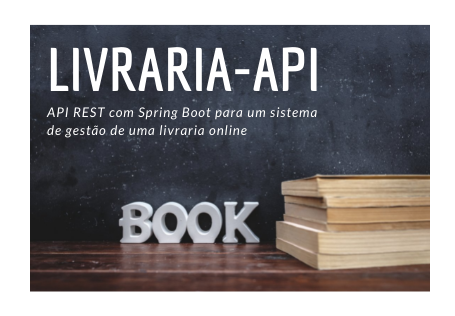 LIVRARIA-API
API REST com Spring Boot para um sistema
de gestão de uma livraria online
BOOK